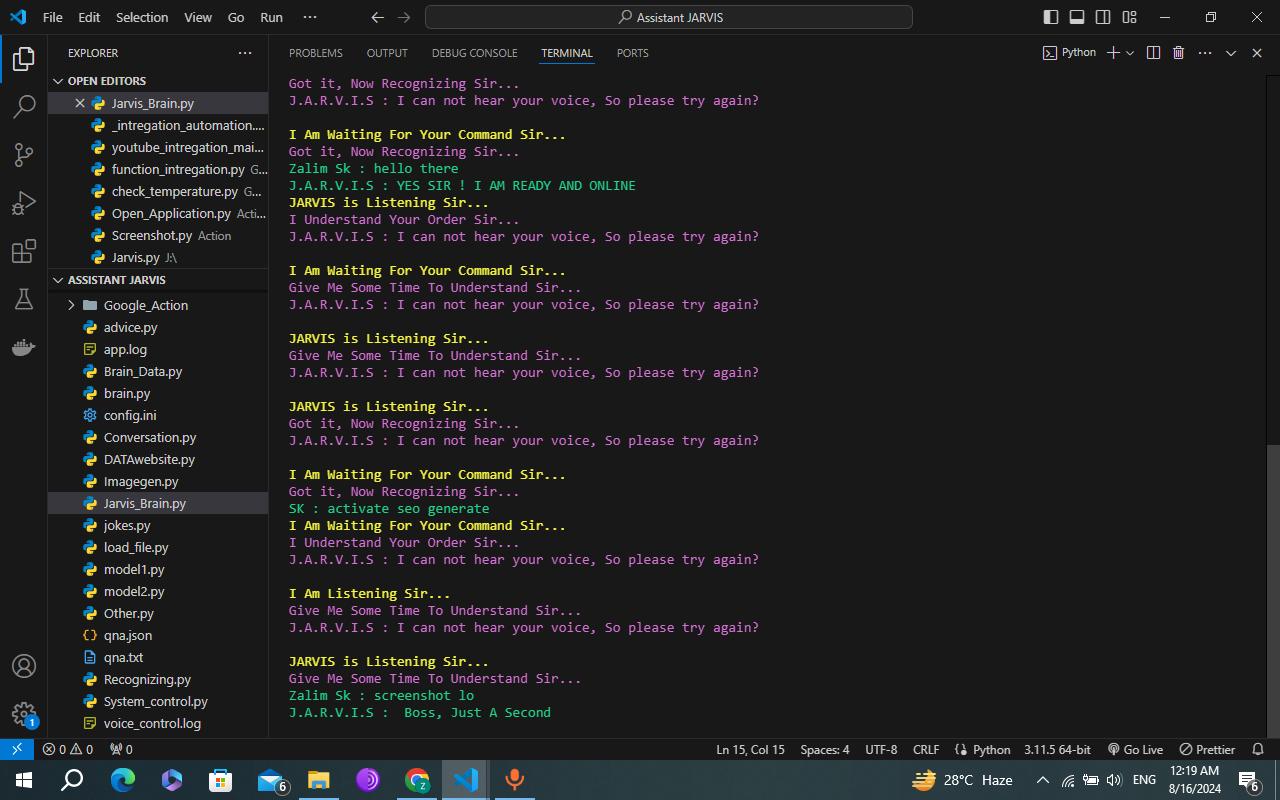 File Edit Selection View Go Run ··· Assistant JARVIS
EXPLORER ···
PROBLEMS OUTPUT DEBUG CONSOLE TERMINAL PORTS Python
OPEN EDITORS
Jarvis_Brain.py
_intregation_automation....
youtube_intregation_mai...
function_intregation.py G...
check_temperature.py G...
Open_Application.py Acti...
Screenshot.py Action
Jarvis.py J:\
ASSISTANT JARVIS
Google_Action
advice.py
app.log
Brain_Data.py
brain.py
config.ini
Conversation.py
DATAwebsite.py
Imagegen.py
Jarvis_Brain.py
jokes.py
load_file.py
model1.py
model2.py
Other.py
qna.json
qna.txt
Recognizing.py
System_control.py
voice_control.log
1
Got it, Now Recognizing Sir...
J.A.R.V.I.S : I can not hear your voice, So please try again?
I Am Waiting For Your Command Sir...
Got it, Now Recognizing Sir...
Zalim Sk : hello there
J.A.R.V.I.S : YES SIR ! I AM READY AND ONLINE
JARVIS is Listening Sir...
I Understand Your Order Sir...
J.A.R.V.I.S : I can not hear your voice, So please try again?
I Am Waiting For Your Command Sir...
Give Me Some Time To Understand Sir...
J.A.R.V.I.S : I can not hear your voice, So please try again?
JARVIS is Listening Sir...
Give Me Some Time To Understand Sir...
J.A.R.V.I.S : I can not hear your voice, So please try again?
JARVIS is Listening Sir...
Got it, Now Recognizing Sir...
J.A.R.V.I.S : I can not hear your voice, So please try again?
I Am Waiting For Your Command Sir...
Got it, Now Recognizing Sir...
SK : activate seo generate
I Am Waiting For Your Command Sir...
I Understand Your Order Sir...
J.A.R.V.I.S : I can not hear your voice, So please try again?
I Am Listening Sir...
Give Me Some Time To Understand Sir...
J.A.R.V.I.S : I can not hear your voice, So please try again?
JARVIS is Listening Sir...
Give Me Some Time To Understand Sir...
Zalim Sk : screenshot lo
J.A.R.V.I.S :  Boss, Just A Second
0 0 0 Ln 15, Col 15 Spaces: 4 UTF-8 CRLF Python 3.11.5 64-bit Go Live Prettier
6 Z 28°C Haze ENG 12:19 AM 6
8/16/2024